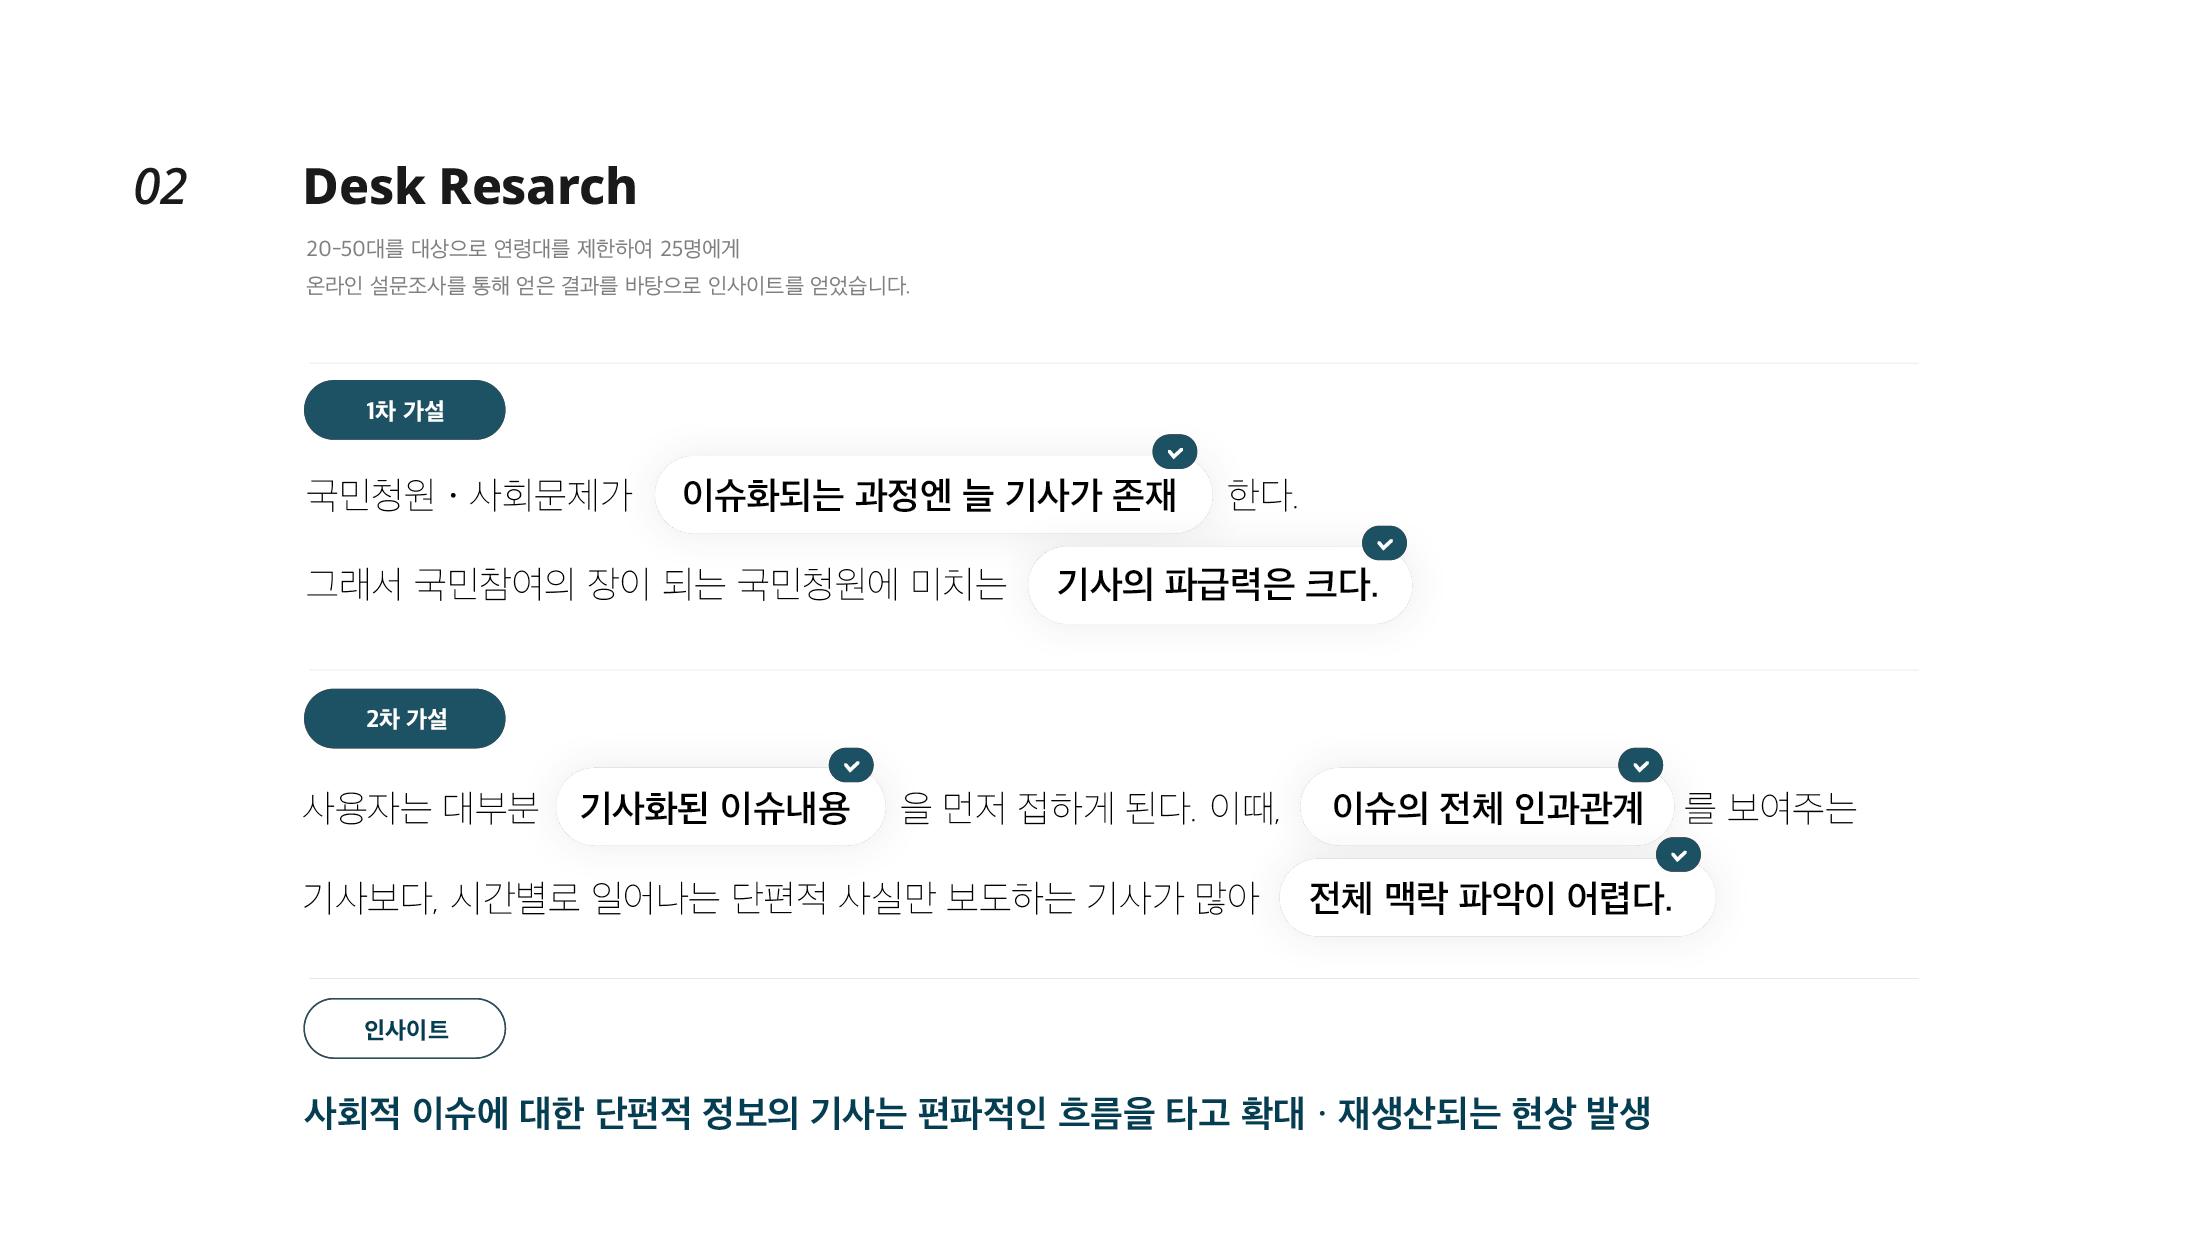 02
Desk Resarch
20-50대를 대상으로 연령대를 제한하여 25명에게
온라인 설문조사를 통해 얻은 결과를 바탕으로 인사이트를 얻었습니다.
1차 가설
국민청원 · 사회문제가 이슈화되는 과정엔 늘 기사가 존재 한다.
그래서 국민참여의 장이 되는 국민청원에 미치는 기사의 파급력은 크다.
2차 가설
사용자는 대부분 기사화된 이슈내용 을 먼저 접하게 된다. 이때, 이슈의 전체 인과관계 를 보여주는
기사보다, 시간별로 일어나는 단편적 사실만 보도하는 기사가 많아 전체 맥락 파악이 어렵다.
인사이트
사회적 이슈에 대한 단편적 정보의 기사는 편파적인 흐름을 타고 확대 · 재생산되는 현상 발생